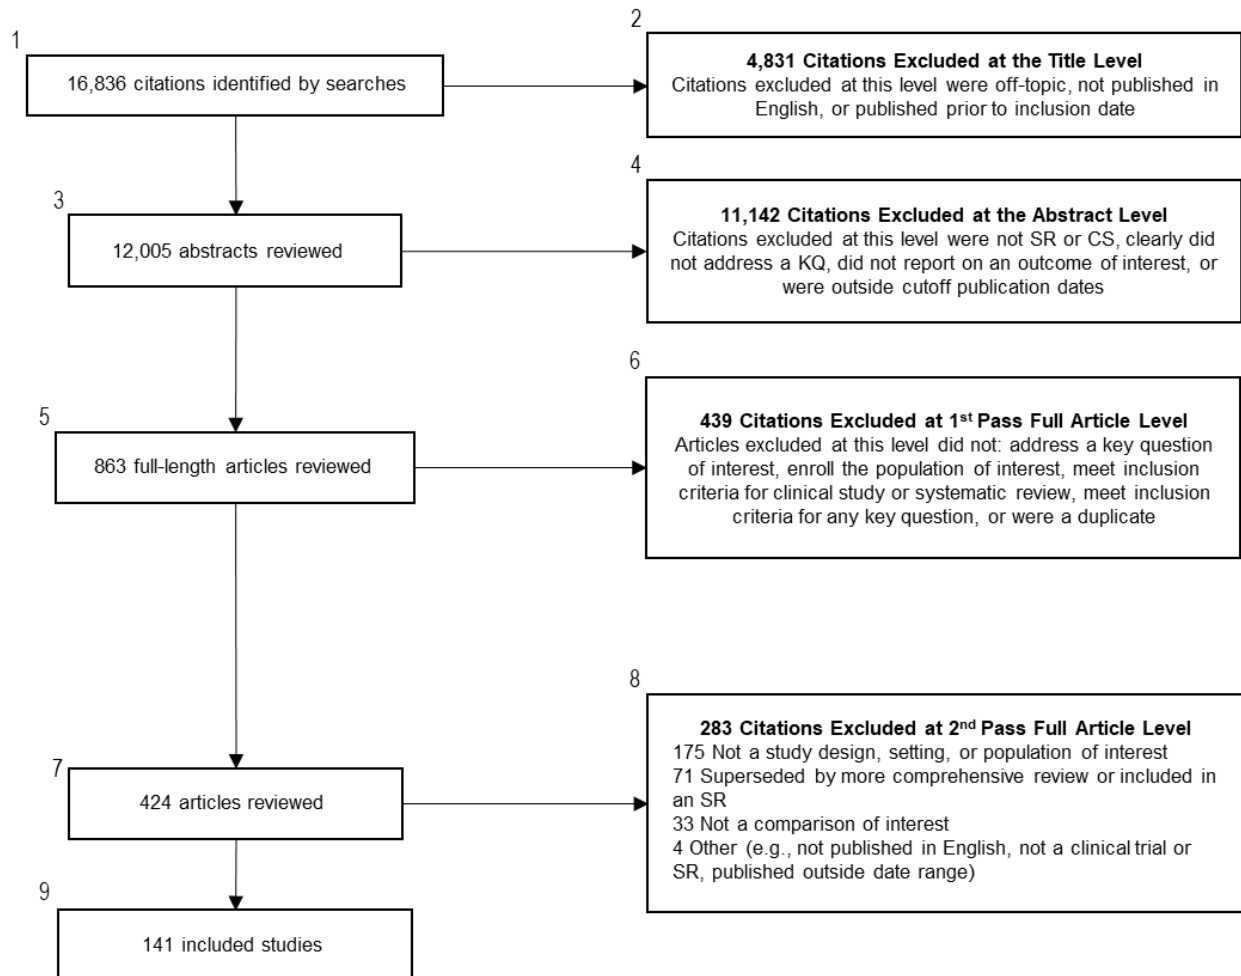 1
16,836 citations identified by searches
2
4,831 Citations Excluded at the Title Level
Citations excluded at this level were off-topic, not published in
English, or published prior to inclusion date
3
12,005 abstracts reviewed
4
11,142 Citations Excluded at the Abstract Level
Citations excluded at this level were not SR or CS, clearly did
not address a KQ, did not report on an outcome of interest, or
were outside cutoff publication dates
5
863 full-length articles reviewed
6
439 Citations Excluded at 1st Pass Full Article Level
Articles excluded at this level did not: address a key question
of interest, enroll the population of interest, meet inclusion
criteria for clinical study or systematic review, meet inclusion
criteria for any key question, or were a duplicate
7
424 articles reviewed
8
283 Citations Excluded at 2nd Pass Full Article Level
175 Not a study design, setting, or population of interest
71 Superseded by more comprehensive review or included in
an SR
33 Not a comparison of interest
4 Other (e.g., not published in English, not a clinical trial or
SR, published outside date range)
9
141 included studies